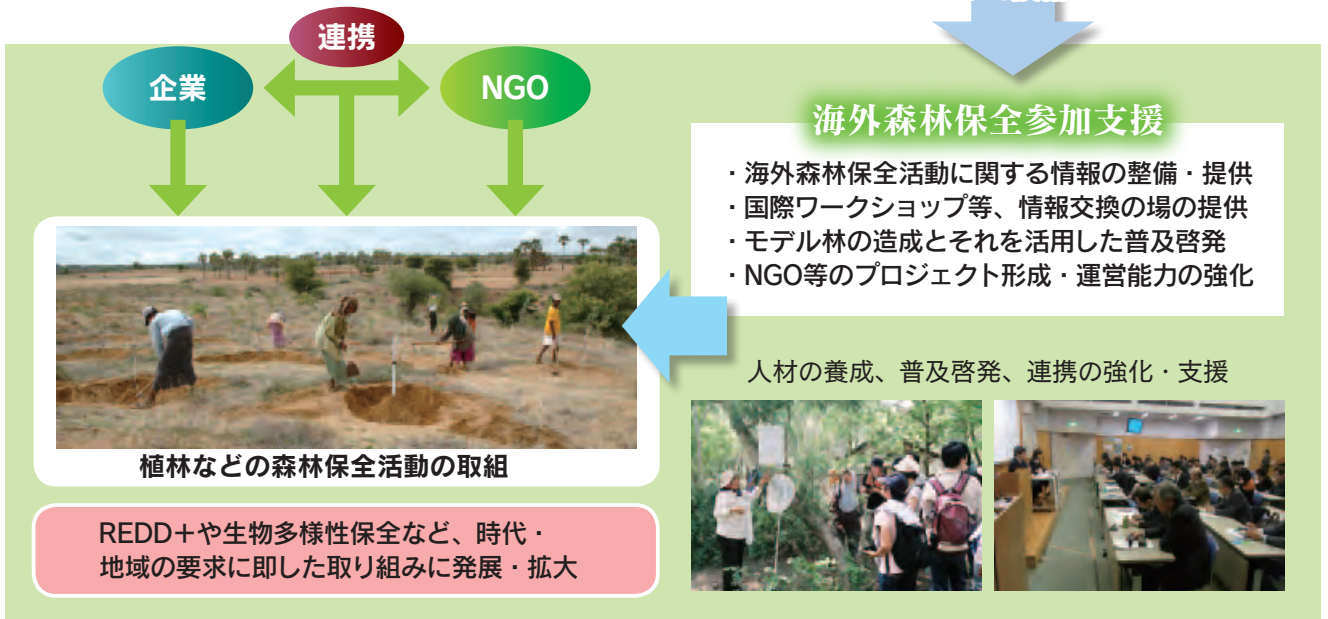 連携
企業
NGO
海外森林保全参加支援
・海外森林保全活動に関する情報の整備・提供
・国際ワークショップ等、情報交換の場の提供
・モデル林の造成とそれを活用した普及啓発
・NGO等のプロジェクト形成・運営能力の強化
人材の養成、普及啓発、連携の強化・支援
植林などの森林保全活動の取組
REDD＋や生物多様性保全など、時代・
地域の要求に即した取り組みに発展・拡大